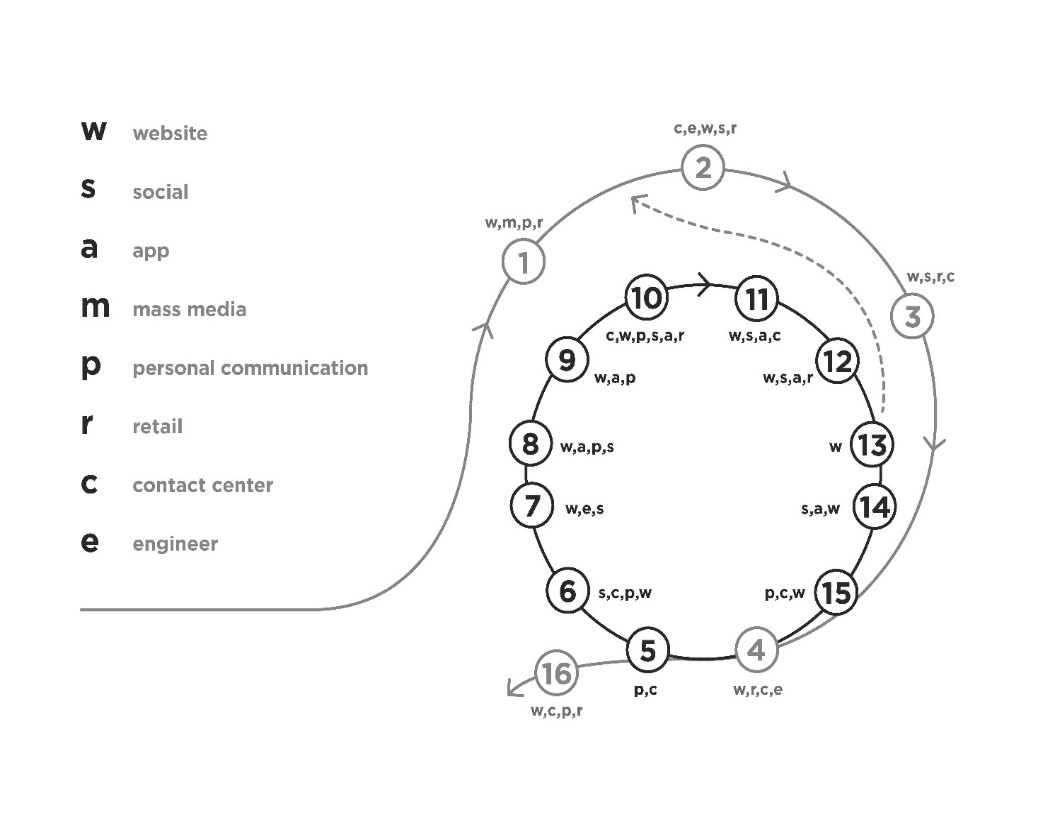 w website
s social
a app
m mass media
p personal communication
r retail
c contact center
e engineer
c,e,w,s,r
2
w,m,p,r
1
w,s,r,c
3
10
c,w,p,s,a,r
11
w,s,a,c
9
w,a,p
12
w,s,a,r
8
w,a,p,s
13
w
7
w,e,s
14
s,a,w
6
s,c,p,w
15
p,c,w
5
p,c
4
w,r,c,e
16
w,c,p,r